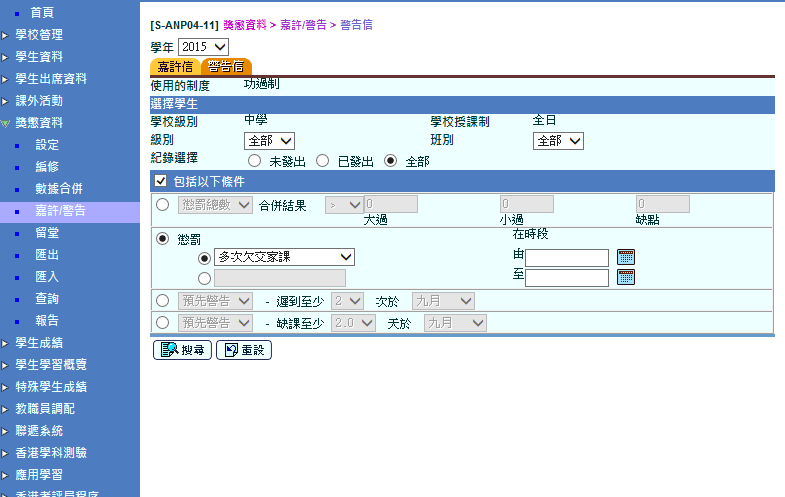 首頁
學校管理
學生資料
學生出席資料
課外活動
獎懲資料
設定
編修
數據合併
嘉許/警告
留堂
匯出
匯入
查詢
報告
學生成績
學生學習概覽
特殊學生成績
教職員調配
聯遞系統
香港學科測驗
應用學習
香港考評局程序
[S-ANP04-11] 獎懲資料 > 嘉許/警告 > 警告信
學年 2015
嘉許信 警告信
使用的制度 功過制
選擇學生
學校級別 中學 學校授課制 全日
級別 全部 班別 全部
紀錄選擇 未發出 已發出 全部
包括以下條件
懲罰總數 合併結果 > 0 0 0
大過 小過 缺點
懲罰 在時段
多次欠交家課 由
至
預先警告 - 遲到至少 2 次於 九月
預先警告 - 缺課至少 2.0 天於 九月
搜尋 重設